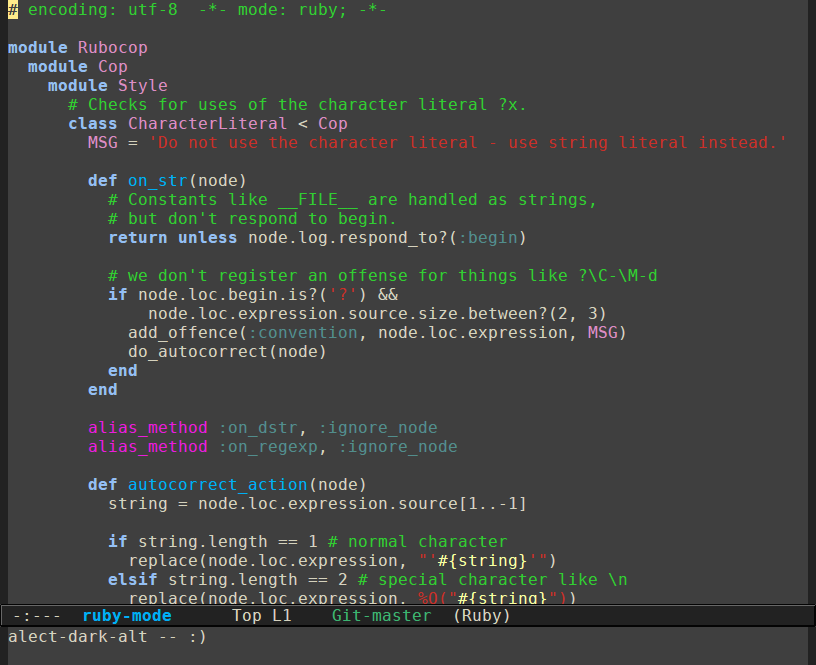 # encoding: utf-8  -*- mode: ruby; -*-

module Rubocop
  module Cop
    module Style
      # Checks for uses of the character literal ?x.
      class CharacterLiteral < Cop
        MSG = 'Do not use the character literal - use string literal instead.'

        def on_str(node)
          # Constants like __FILE__ are handled as strings,
          # but don't respond to begin.
          return unless node.log.respond_to?(:begin)

          # we don't register an offense for things like ?\C-\M-d
          if node.loc.begin.is?('?') &&
              node.loc.expression.source.size.between?(2, 3)
            add_offence(:convention, node.loc.expression, MSG)
            do_autocorrect(node)
          end
        end

        alias_method :on_dstr, :ignore_node
        alias_method :on_regexp, :ignore_node

        def autocorrect_action(node)
          string = node.loc.expression.source[1..-1]

          if string.length == 1 # normal character
            replace(node.loc.expression, "'#{string}'")
          elsif string.length == 2 # special character like \n
            replace(node.loc.expression, %Q("#{string}"))
-:---  ruby-mode      Top L1    Git-master  (Ruby)
alect-dark-alt -- :)